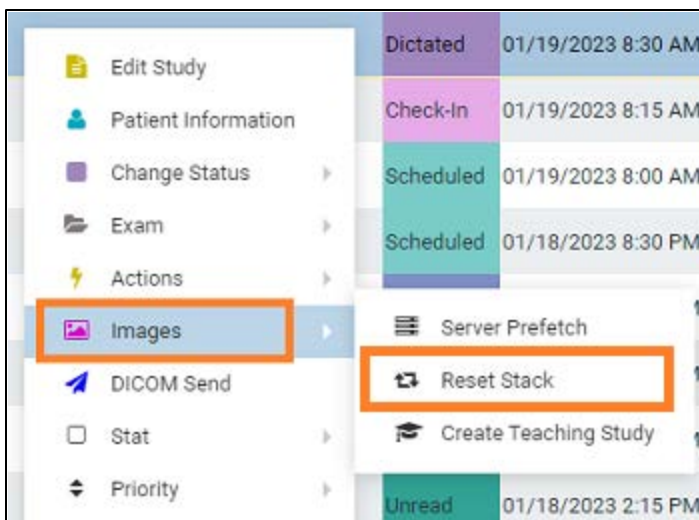 Edit Study
Patient Information
Change Status
Exam
Actions
Images
DICOM Send
Stat
Priority
Server Prefetch
Reset Stack
Create Teaching Study
Dictated 01/19/2023 8:30 AM
Check-In 01/19/2023 8:15 AM
Scheduled 01/19/2023 8:00 AM
Scheduled 01/18/2023 8:30 PM
Unread 01/18/2023 2:15 PM